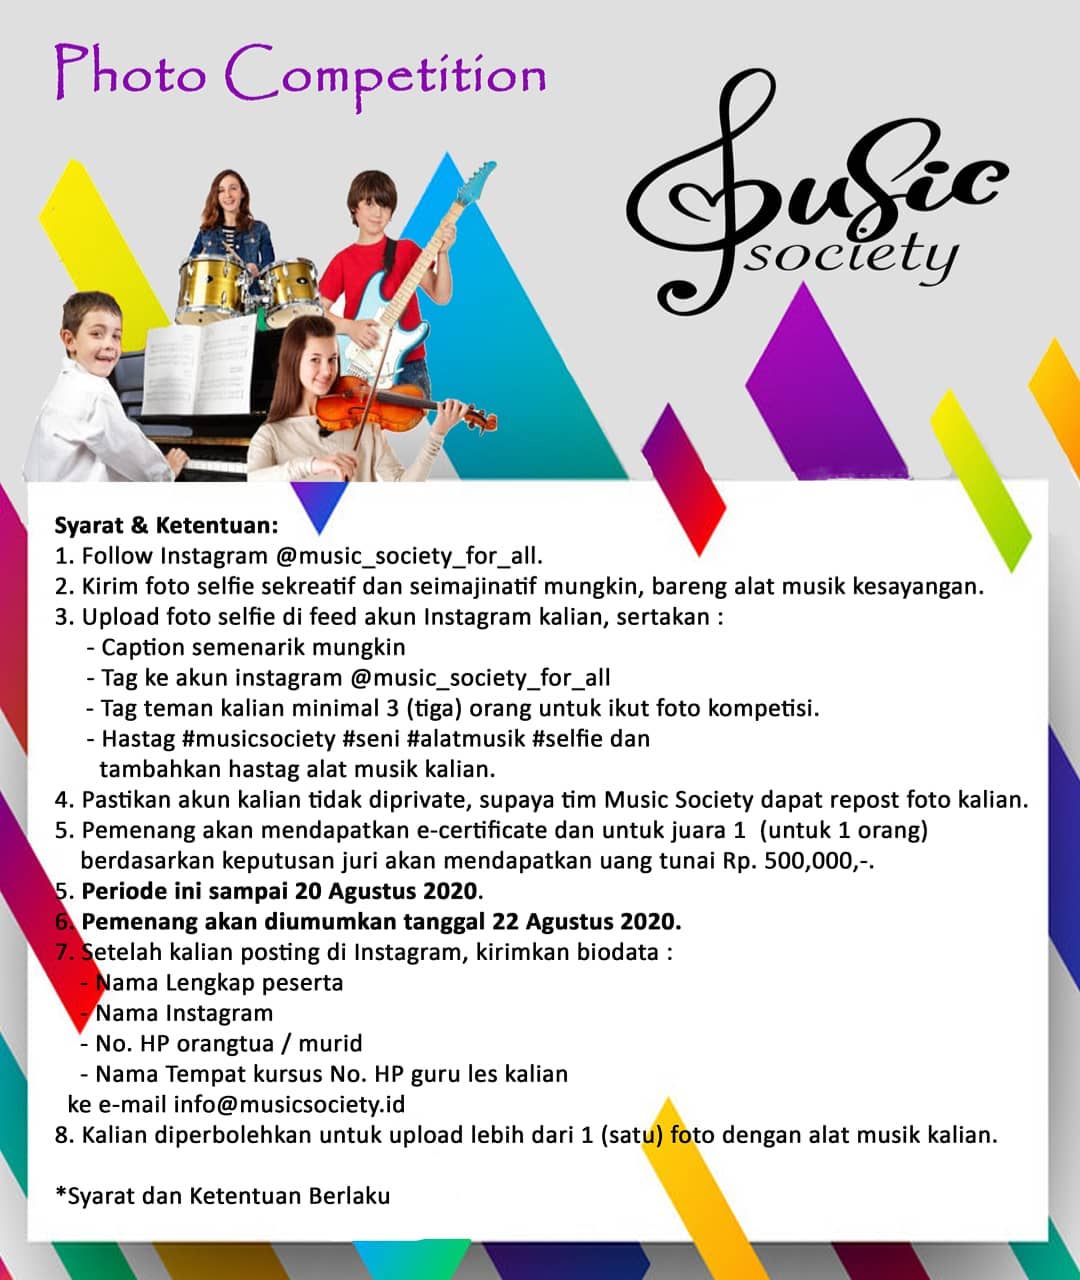 Photo Competition
Music
society
Syarat & Ketentuan:
1. Follow Instagram @music_society_for_all.
2. Kirim foto selfie sekreatif dan seimajinatif mungkin, bareng alat musik kesayangan.
3. Upload foto selfie di feed akun Instagram kalian, sertakan :
- Caption semenarik mungkin
- Tag ke akun instagram @music_society_for_all
- Tag teman kalian minimal 3 (tiga) orang untuk ikut foto kompetisi.
- Hastag #musicsociety #seni #alatmusik #selfie dan
tambahkan hastag alat musik kalian.
4. Pastikan akun kalian tidak diprivate, supaya tim Music Society dapat repost foto kalian.
5. Pemenang akan mendapatkan e-certificate dan untuk juara 1 (untuk 1 orang)
berdasarkan keputusan juri akan mendapatkan uang tunai Rp. 500,000,-.
5. Periode ini sampai 20 Agustus 2020.
6. Pemenang akan diumumkan tanggal 22 Agustus 2020.
7. Setelah kalian posting di Instagram, kirimkan biodata :
- Nama Lengkap peserta
- Nama Instagram
- No. HP orangtua / murid
- Nama Tempat kursus No. HP guru les kalian
ke e-mail info@musicsociety.id
8. Kalian diperbolehkan untuk upload lebih dari 1 (satu) foto dengan alat musik kalian.
*Syarat dan Ketentuan Berlaku